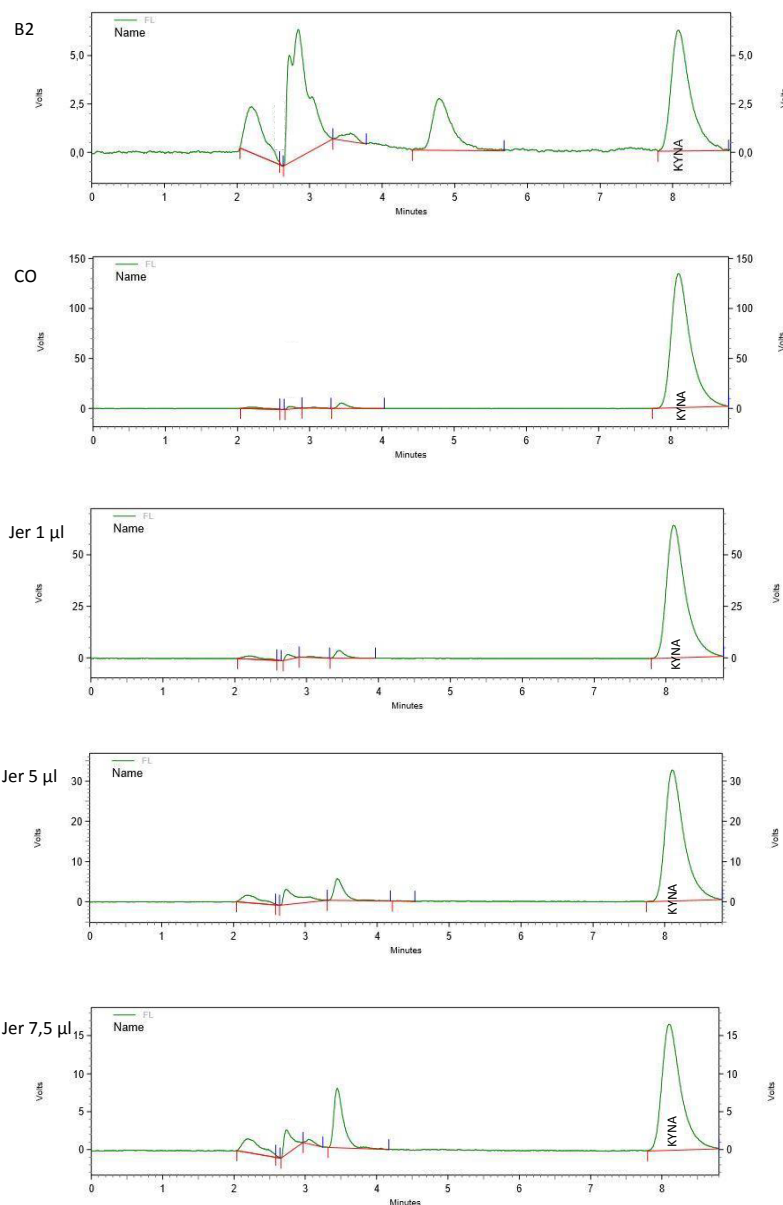 B2
FL
Name
Volts
5,0
2,5
0,0
5,0
2,5
0,0
Volts
KYNA
0 1 2 3 4 5 6 7 8
Minutes
CO
FL
Name
Volts
150
100
50
0
150
100
50
0
Volts
KYNA
0 1 2 3 4 5 6 7 8
Minutes
Jer 1 µl
FL
Name
Volts
50
25
0
50
25
0
Volts
KYNA
0 1 2 3 4 5 6 7 8
Minutes
Jer 5 µl
FL
Name
Volts
30
20
10
0
30
20
10
0
Volts
KYNA
0 1 2 3 4 5 6 7 8
Minutes
Jer 7,5 µl
FL
Name
Volts
15
10
5
0
15
10
5
0
Volts
KYNA
0 1 2 3 4 5 6 7 8
Minutes